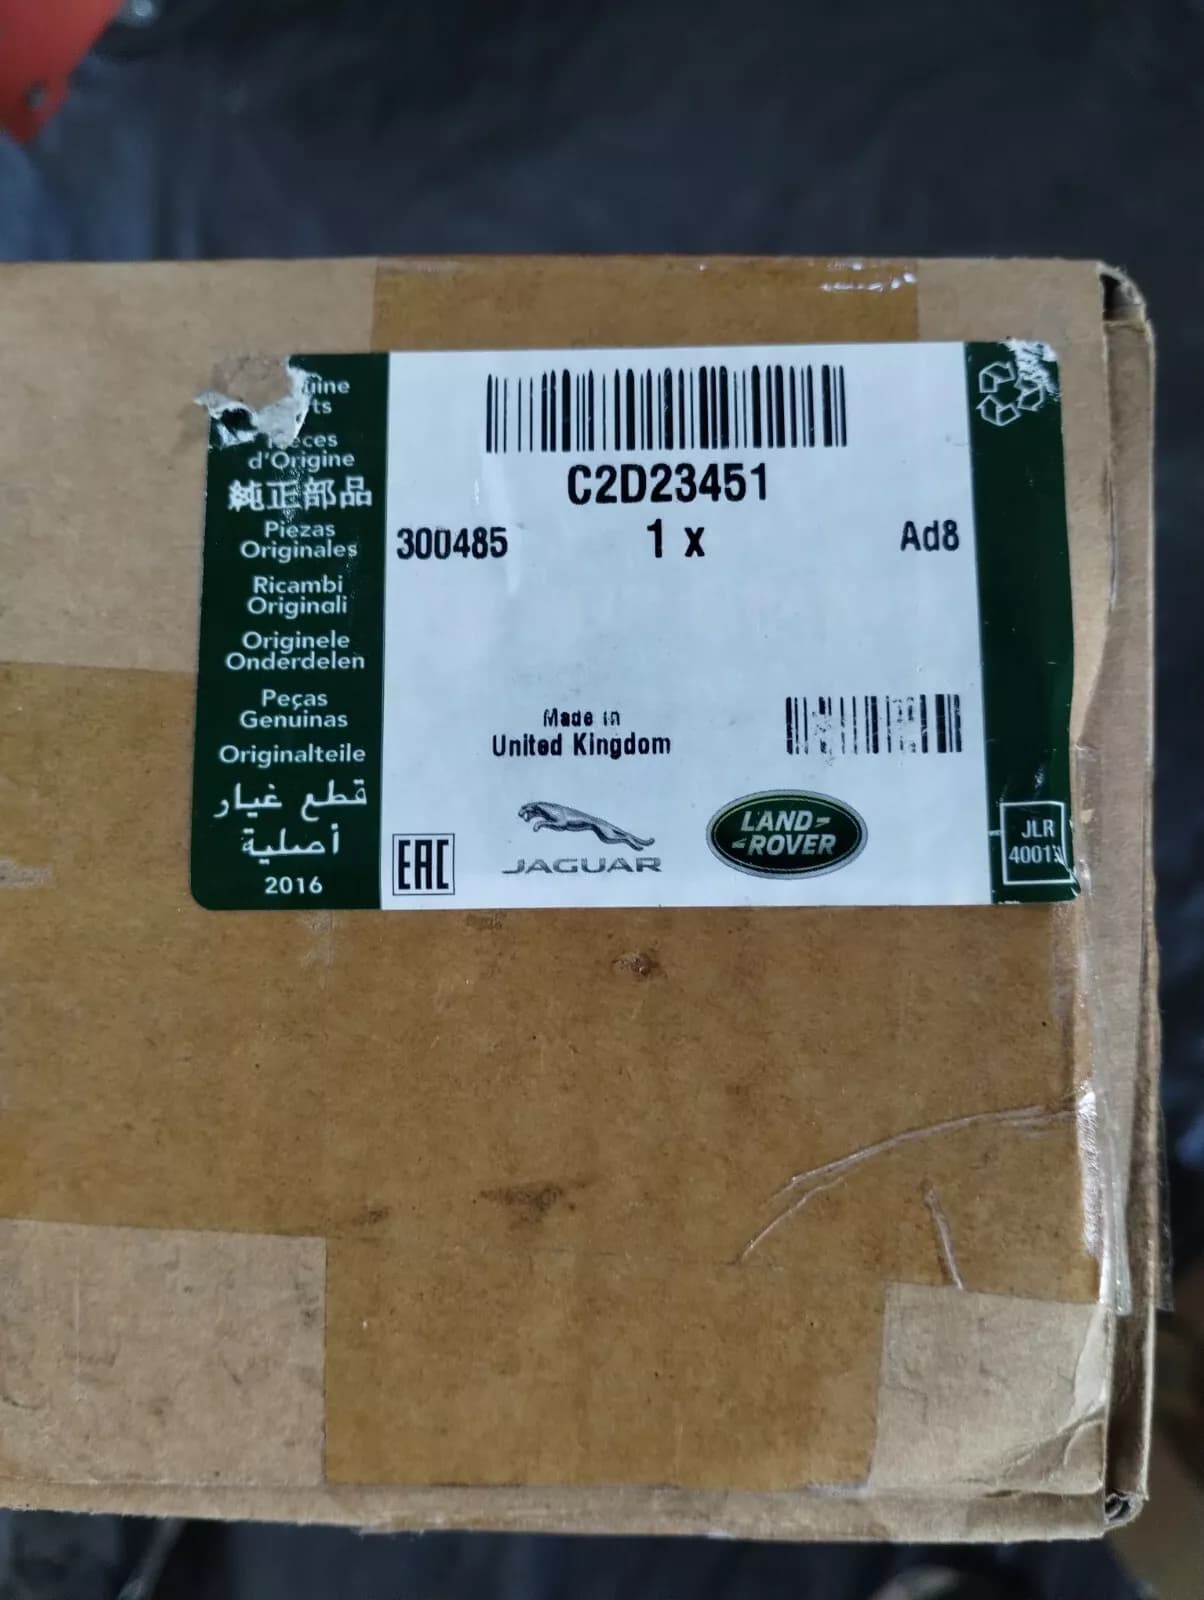 Pièces
d'Origine
純正部品
Piezas
Originales
Ricambi
Originali
Originele
Onderdelen
Peças
Genuinas
Originalteile
قطع غيار
أصلية
2016
C2D23451
300485 1 x Ad8
Made in
United Kingdom
EAC
JAGUAR
LAND-
-ROVER
JLR